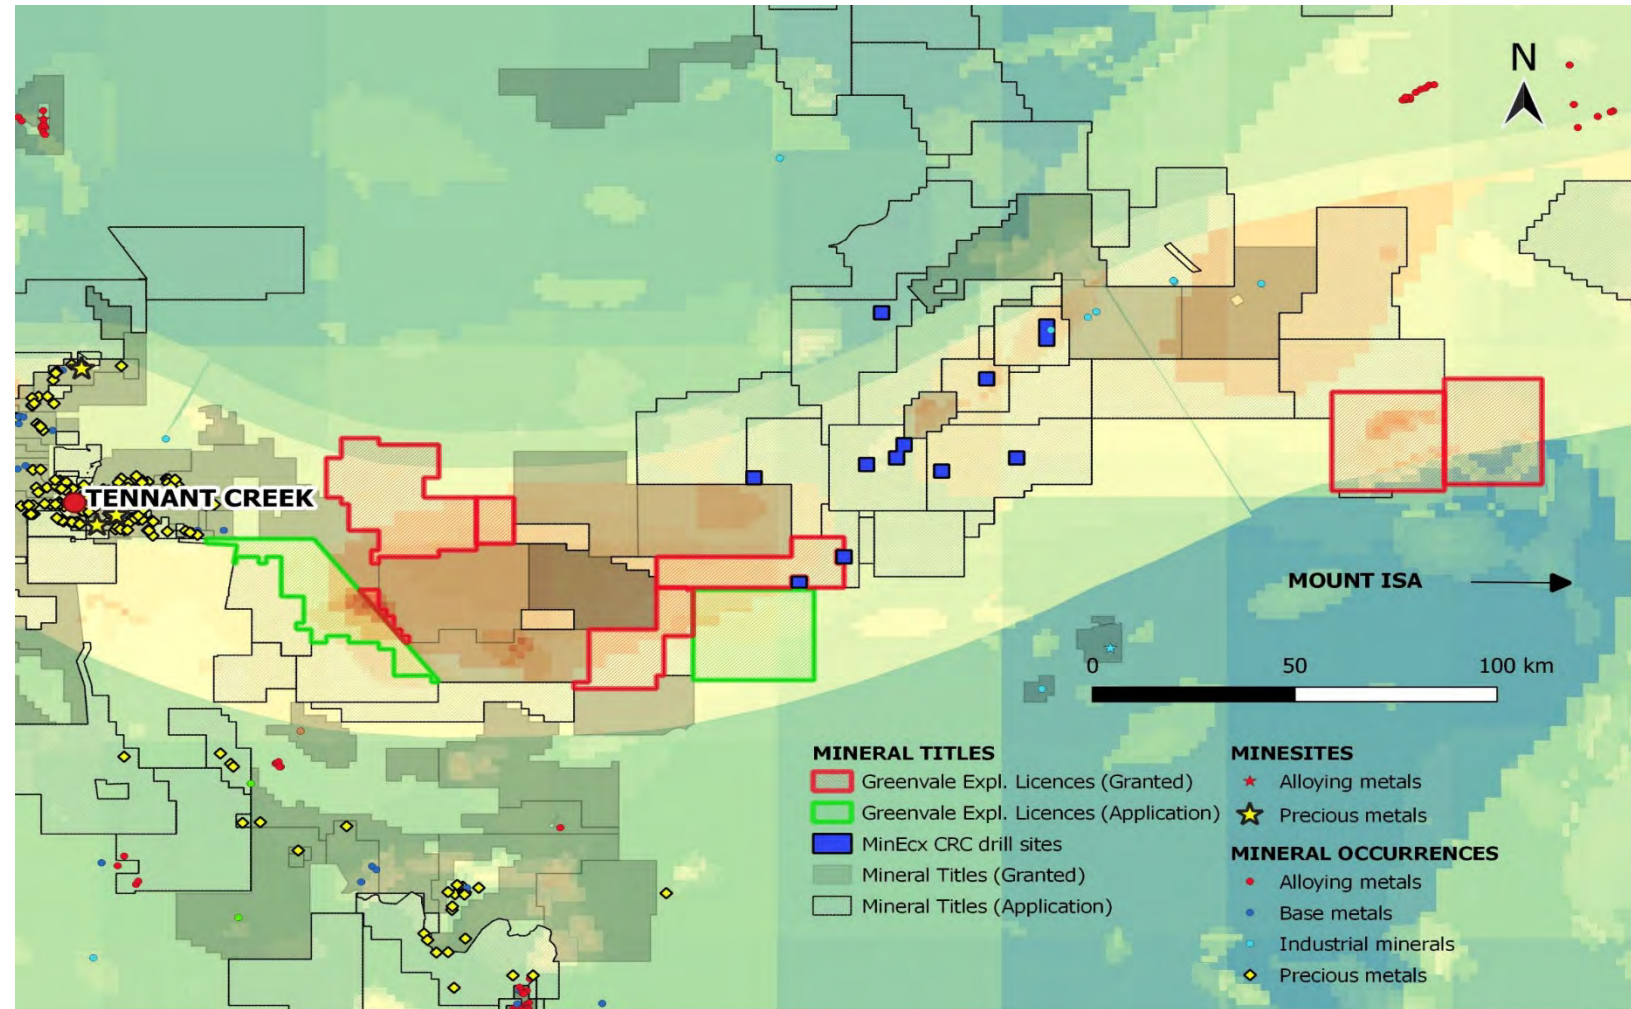 N
TENNANT CREEK
MOUNT ISA
0 50 100 km
MINERAL TITLES
Greenvale Expl. Licences (Granted)
Greenvale Expl. Licences (Application)
MinEcx CRC drill sites
Mineral Titles (Granted)
Mineral Titles (Application)
MINESITES
Alloying metals
Precious metals
MINERAL OCCURRENCES
Alloying metals
Base metals
Industrial minerals
Precious metals